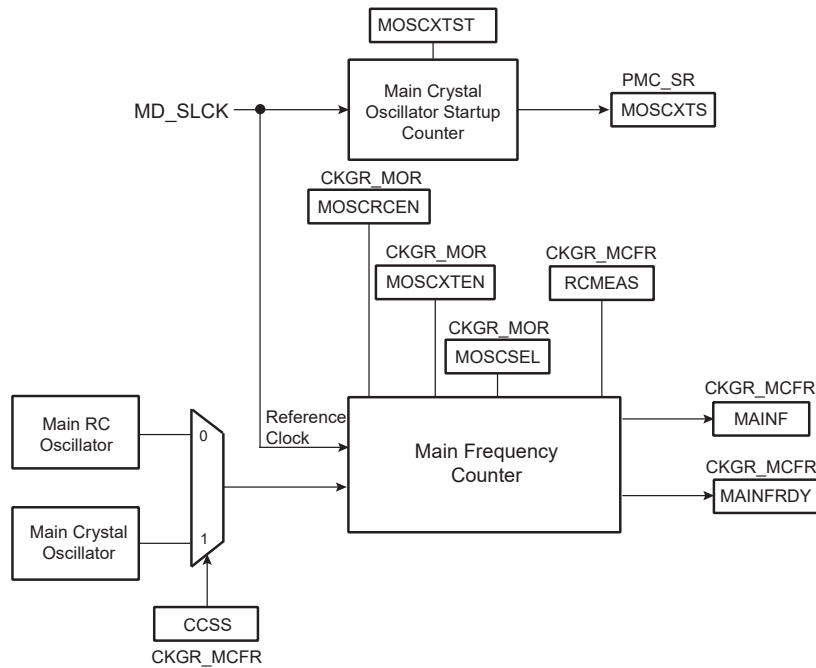 MOSCXTST
Main Crystal
Oscillator Startup
Counter
MD_SLCK
PMC_SR
MOSCXTS
CKGR_MOR
MOSCRCEN
CKGR_MOR
MOSCXTEN
CKGR_MCFR
RCMEAS
CKGR_MOR
MOSCSEL
Main RC
Oscillator
0
Reference
Clock
Main Frequency
Counter
CKGR_MCFR
MAINF
CKGR_MCFR
MAINFRDY
Main Crystal
Oscillator
1
CCSS
CKGR_MCFR